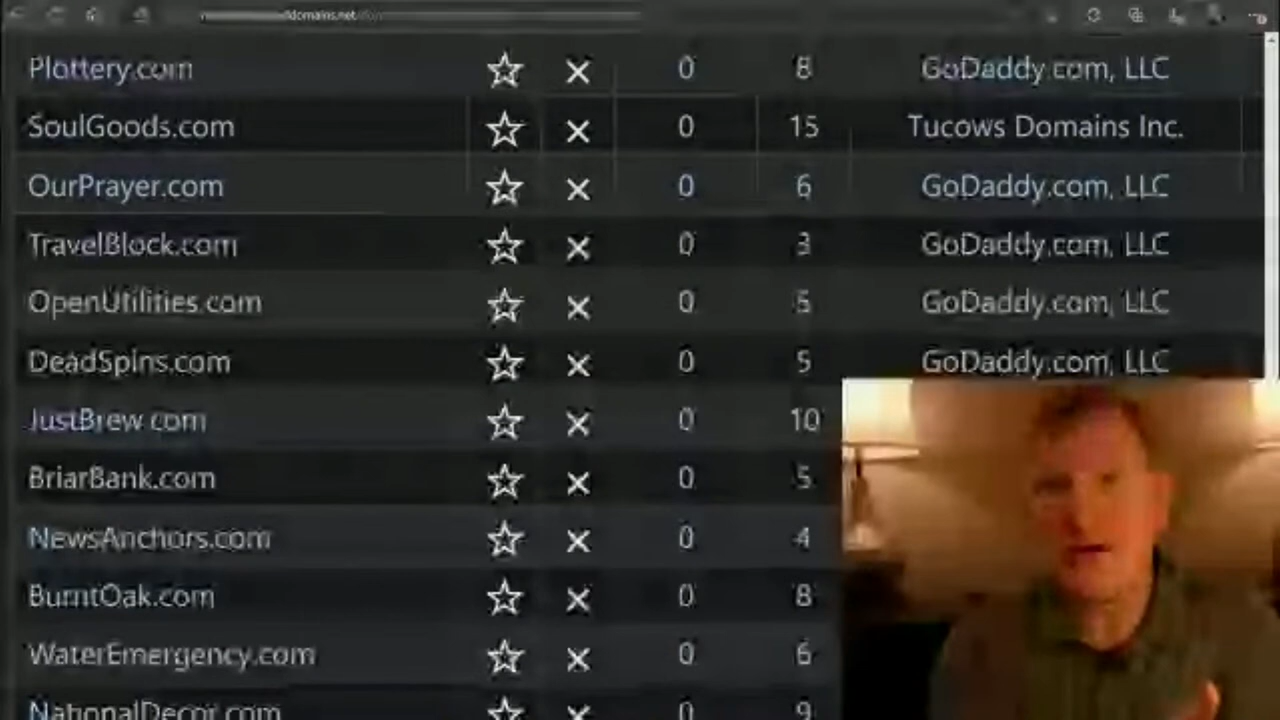 domains.net
Plottery.com 0 8 GoDaddy.com, LLC
SoulGoods.com 0 15 Tucows Domains Inc.
OurPrayer.com 0 6 GoDaddy.com, LLC
TravelBlock.com 0 3 GoDaddy.com, LLC
OpenUtilities.com 0 5 GoDaddy.com, LLC
DeadSpins.com 0 5 GoDaddy.com, LLC
JustBrew.com 0 10
BriarBank.com 0 5
NewsAnchors.com 0 4
BurntOak.com 0 8
WaterEmergency.com 0 6
NationalDecor.com 0 9